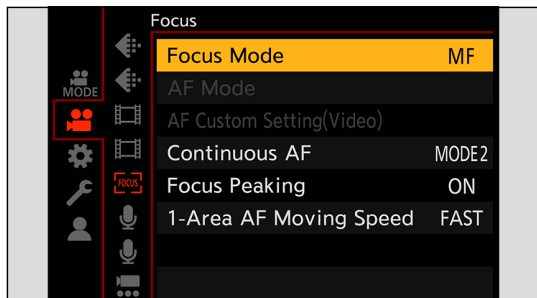 Focus
MODE
Focus Mode MF
AF Mode
AF Custom Setting(Video)
Continuous AF MODE2
FOCUS
Focus Peaking ON
1-Area AF Moving Speed FAST